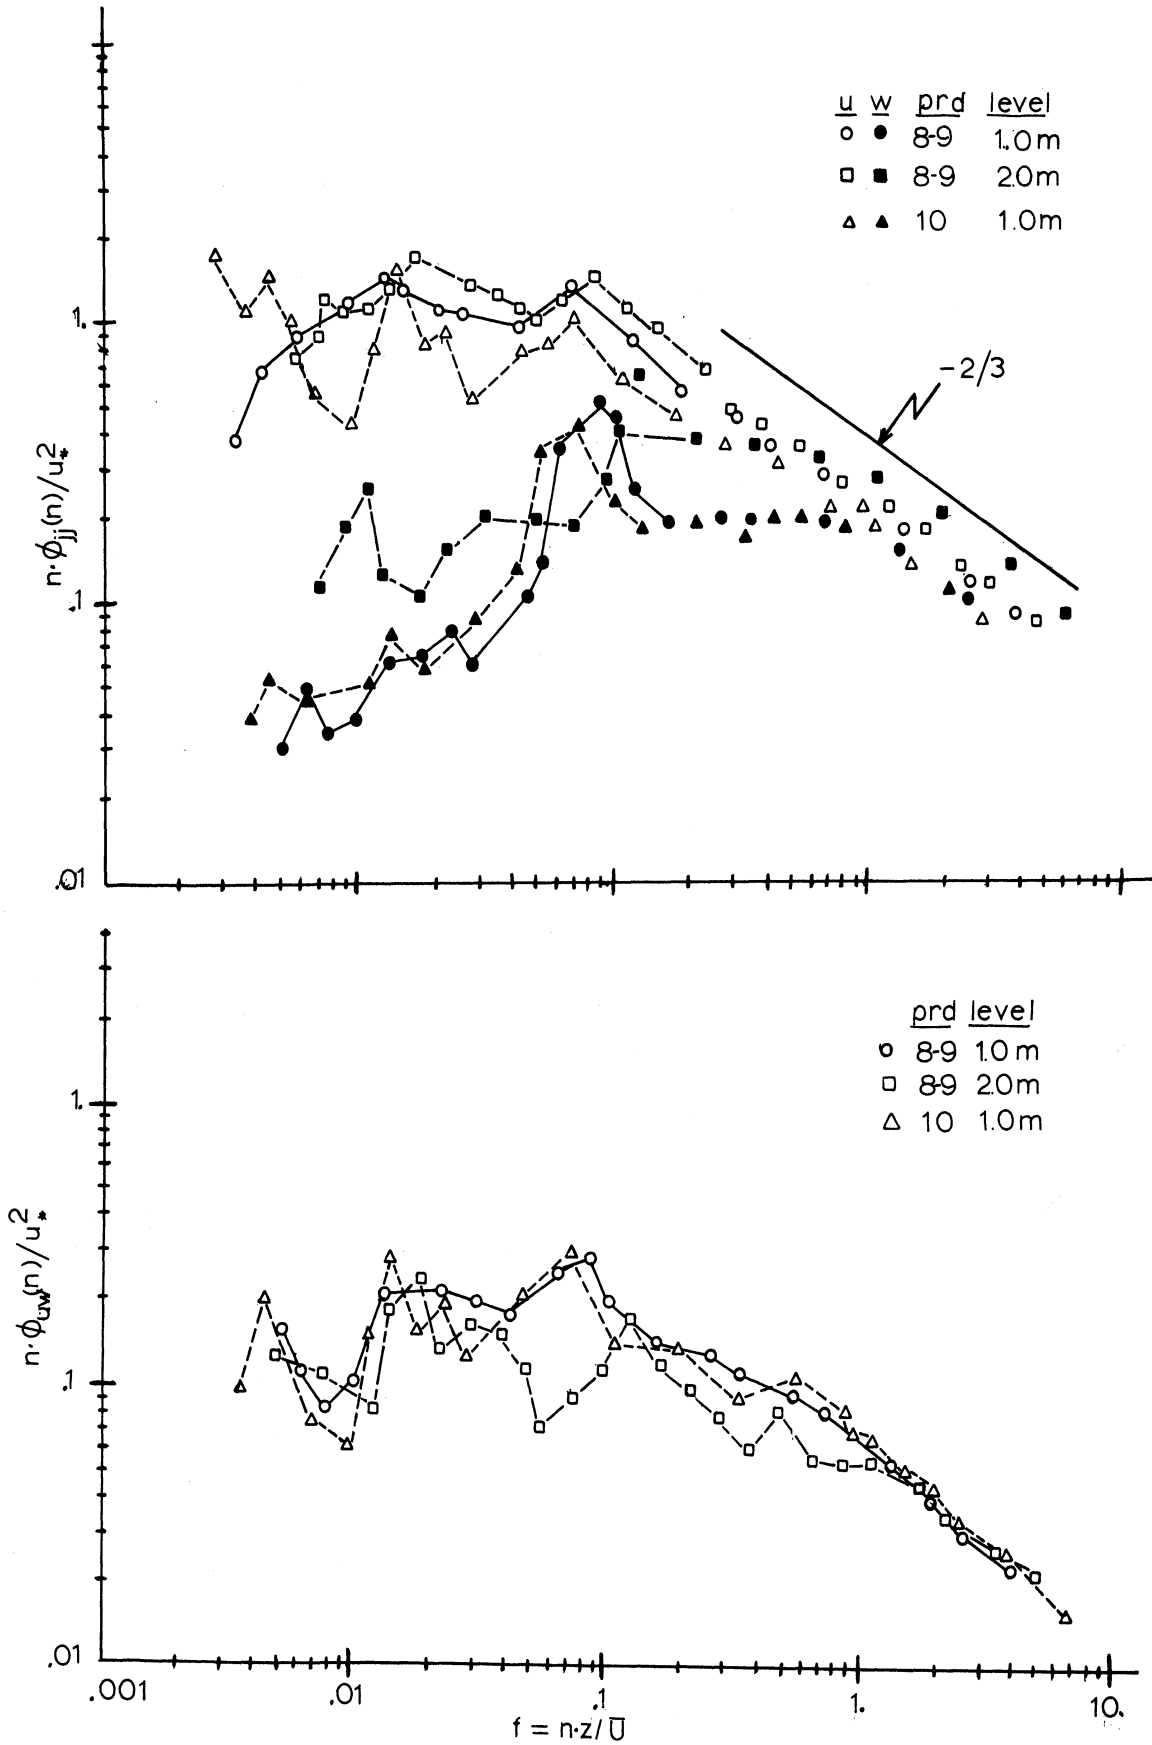 u w prd level
8-9 1.0m
8-9 2.0m
10 1.0m
1.
-2/3
n·ϕjj(n)/u*²
.1
.01
prd level
8-9 1.0m
8-9 2.0m
10 1.0m
1.
n·ϕuw(n)/u*²
.1
.01
.001 .01 .1 1. 10.
f = n·z/U̅